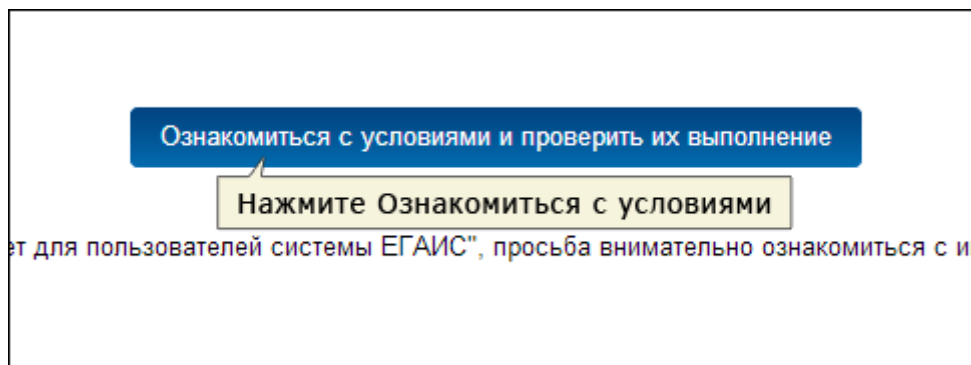 Ознакомиться с условиями и проверить их выполнение
Нажмите Ознакомиться с условиями
для пользователей системы ЕГАИС", просьба внимательно ознакомиться с